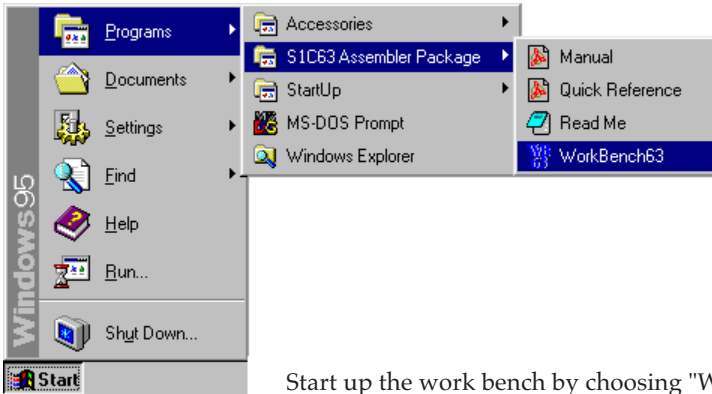 Programs
Documents
Settings
Find
Help
Run...
Shut Down...
Windows95
Start
Accessories
S1C63 Assembler Package
StartUp
MS-DOS Prompt
Windows Explorer
Manual
Quick Reference
Read Me
WorkBench63
Start up the work bench by choosing "W